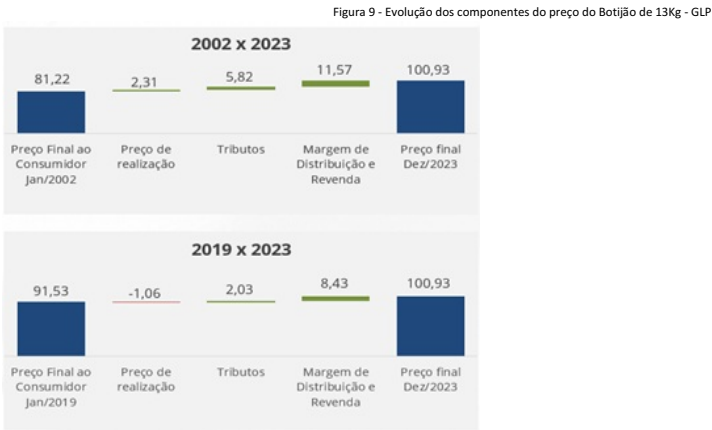 Figura 9 - Evolução dos componentes do preço do Botijão de 13Kg - GLP
2002 x 2023
81,22 2,31 5,82 11,57 100,93
Preço Final ao Preço de Tributos Margem de Preço final
Consumidor realização Distribuição e Dez/2023
Jan/2002 Revenda
2019 x 2023
91,53 -1,06 2,03 8,43 100,93
Preço Final ao Preço de Tributos Margem de Preço final
Consumidor realização Distribuição e Dez/2023
Jan/2019 Revenda